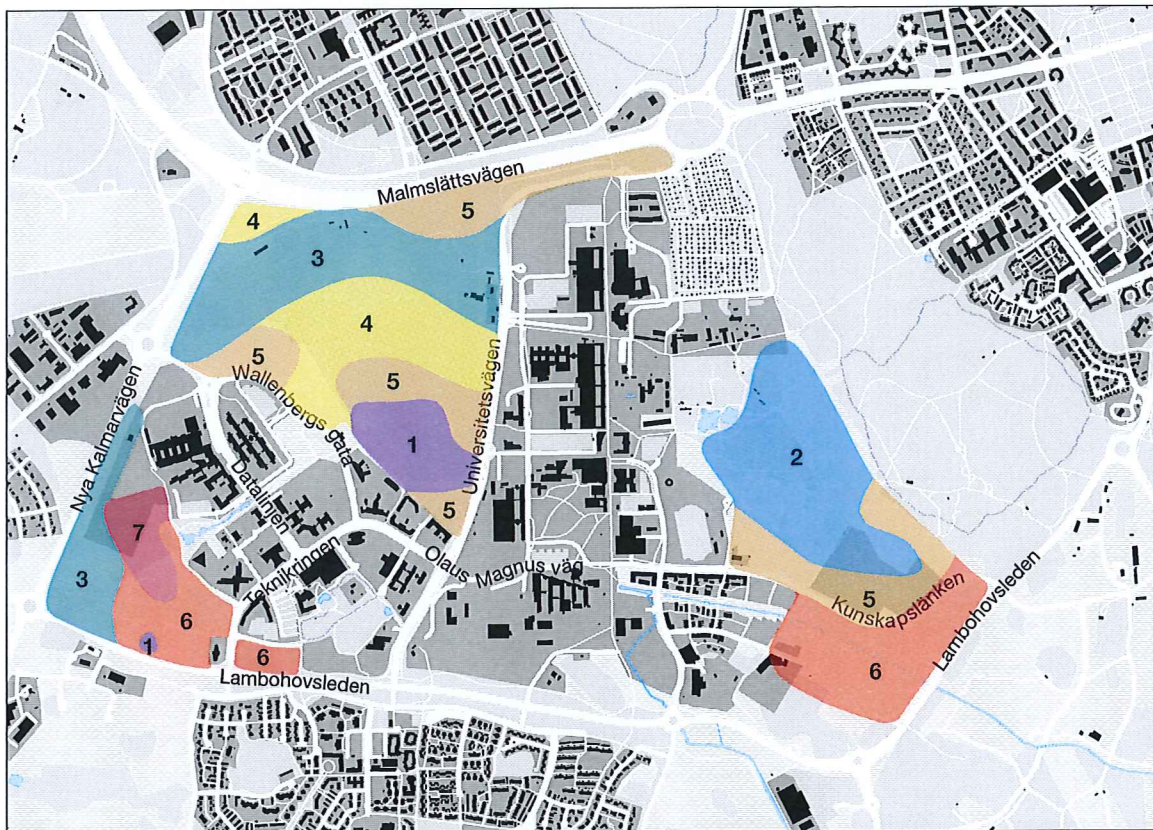 Malmslättsvägen
4
5
3
4
5
Wallenbergs gata
5
Nya Kalmarvägen
1
Universitetsvägen
2
Datalinjen
7
5
Olaus Magnus väg
Teknikringen
3
6
Kunskapslänken
5
Lambohovsleden
1
6
6
Lambohovsleden